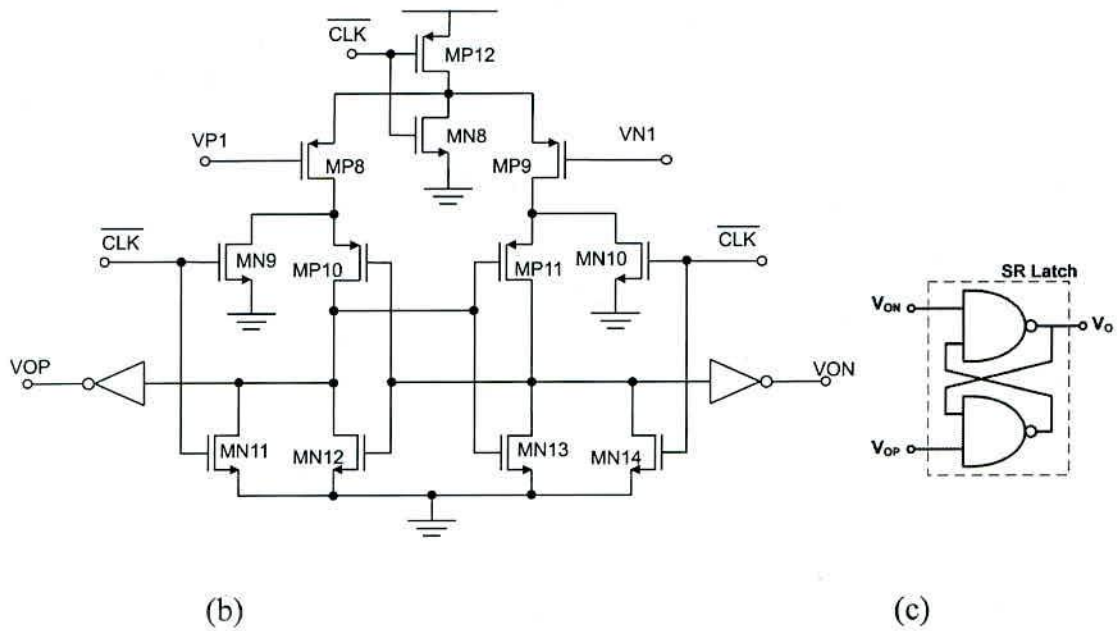 CLK
MP12
MN8
VP1
VN1
MP8
MP9
CLK
CLK
MN9
MP10
MP11
MN10
SR Latch
VON
VO
VOP
VON
MN11
MN12
MN13
MN14
VOP
(b)
(c)